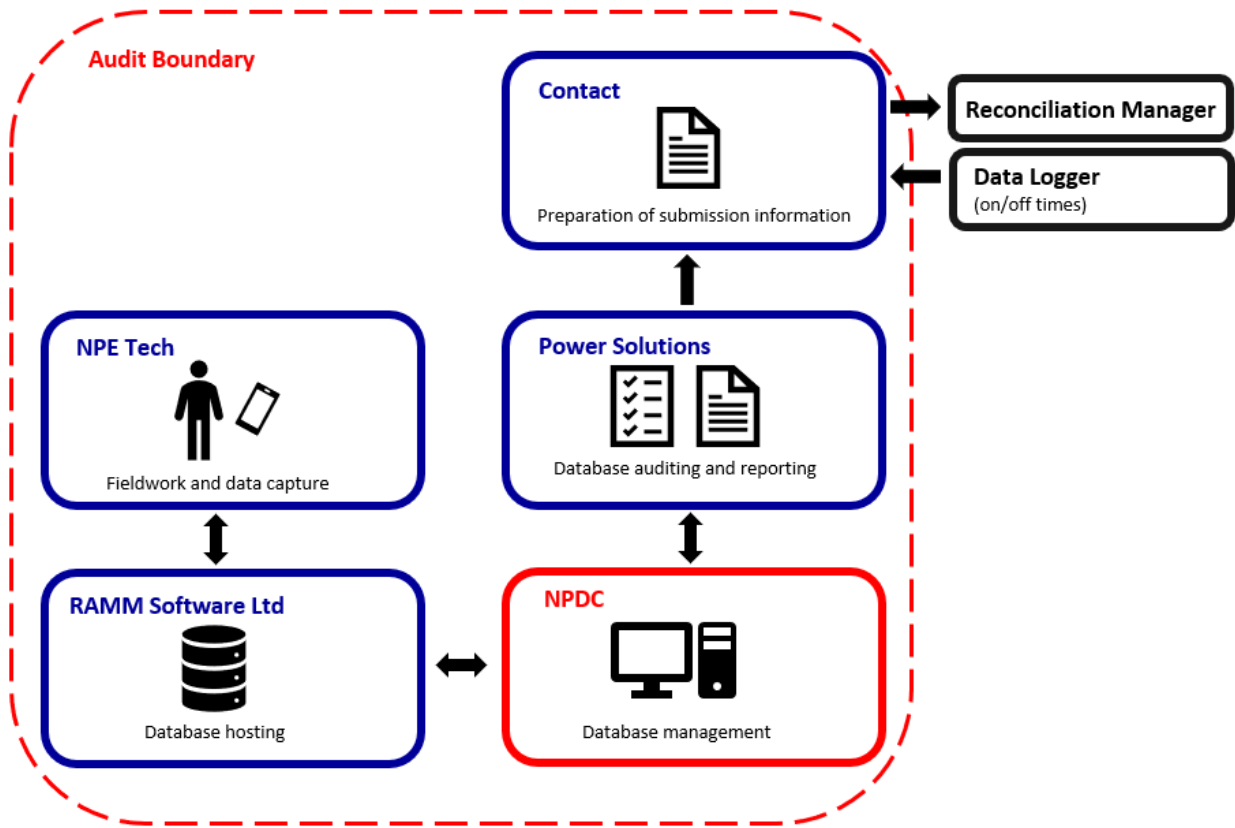 Audit Boundary
Contact
Preparation of submission information
Reconciliation Manager
Data Logger
(on/off times)
NPE Tech
Fieldwork and data capture
Power Solutions
Database auditing and reporting
RAMM Software Ltd
Database hosting
NPDC
Database management